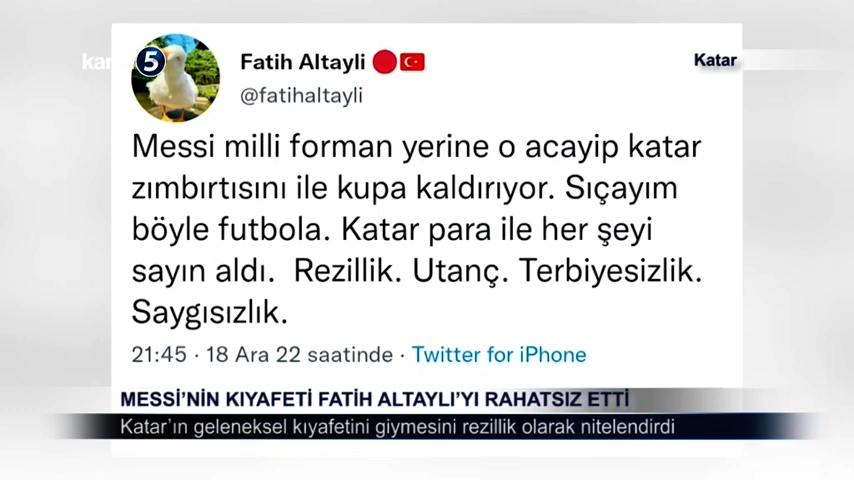 kan 5
Katar
Fatih Altayli
@fatihaltayli
Messi milli forman yerine o acayip katar
zımbırtısını ile kupa kaldırıyor. Sıçayım
böyle futbola. Katar para ile her şeyi
sayın aldı. Rezillik. Utanç. Terbiyesizlik.
Saygısızlık.
21:45 · 18 Ara 22 saatinde · Twitter for iPhone
MESSİ'NİN KIYAFETİ FATİH ALTAYLI'YI RAHATSIZ ETTİ
Katar'ın geleneksel kıyafetini giymesini rezillik olarak nitelendirdi